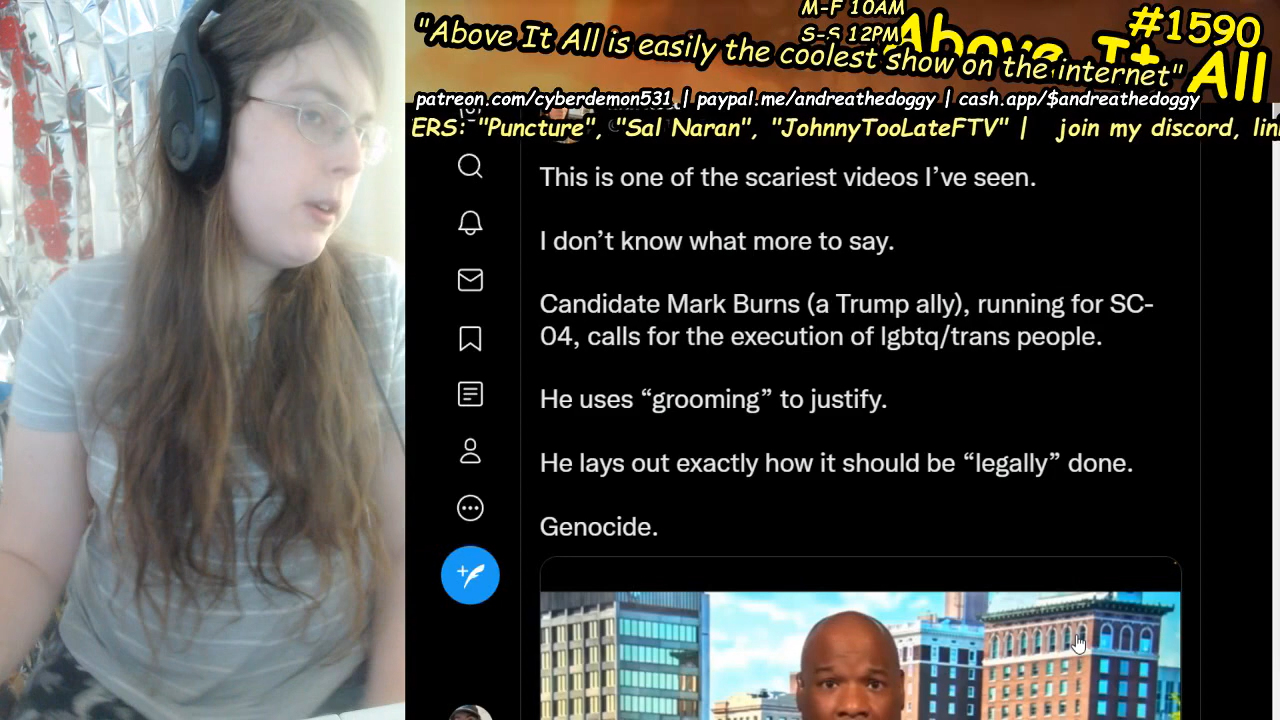 M-F 10AM
S-S 12PM
Above It All
#1590
"Above It All is easily the coolest show on the internet"
patreon.com/cyberdemon531 | paypal.me/andreathedoggy | cash.app/$andreathedoggy
ERS: "Puncture", "Sal Naran", "JohnnyTooLateFTV" | join my discord, lin
This is one of the scariest videos I’ve seen.
I don’t know what more to say.
Candidate Mark Burns (a Trump ally), running for SC-
04, calls for the execution of lgbtq/trans people.
He uses “grooming” to justify.
He lays out exactly how it should be “legally” done.
Genocide.